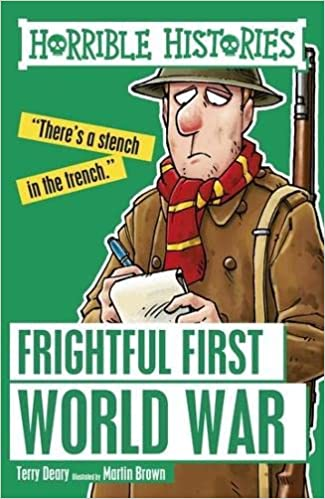 HORRIBLE HISTORIES
"There's a stench
in the trench."
FRIGHTFUL FIRST
WORLD WAR
Terry Deary Illustrated by Martin Brown